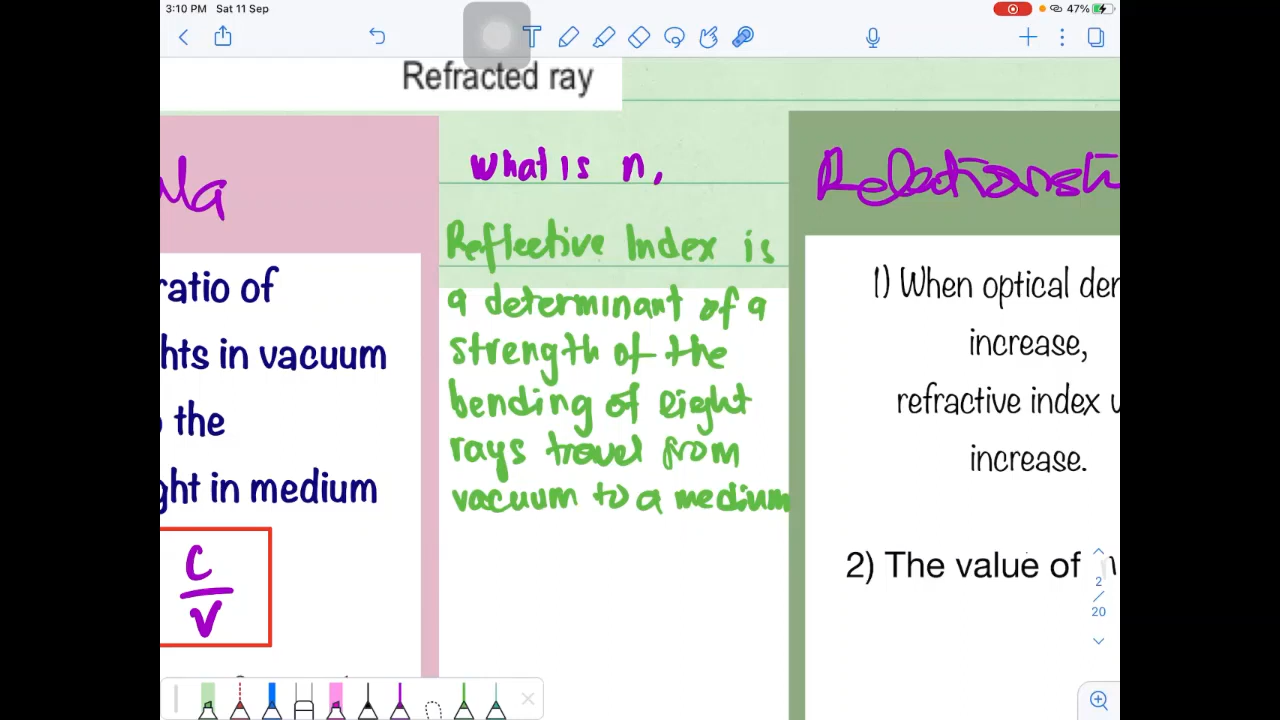 3:10 PM Sat 11 Sep
47%
Refracted ray
What is n,
Reflective Index is
a determinant of a
strength of the
bending of light
rays travel from
vacuum to a medium
ratio of
hts in vacuum
the
ght in medium
c
v
Relationshi
1) When optical der
increase,
refractive index
increase.
2) The value of
2
20